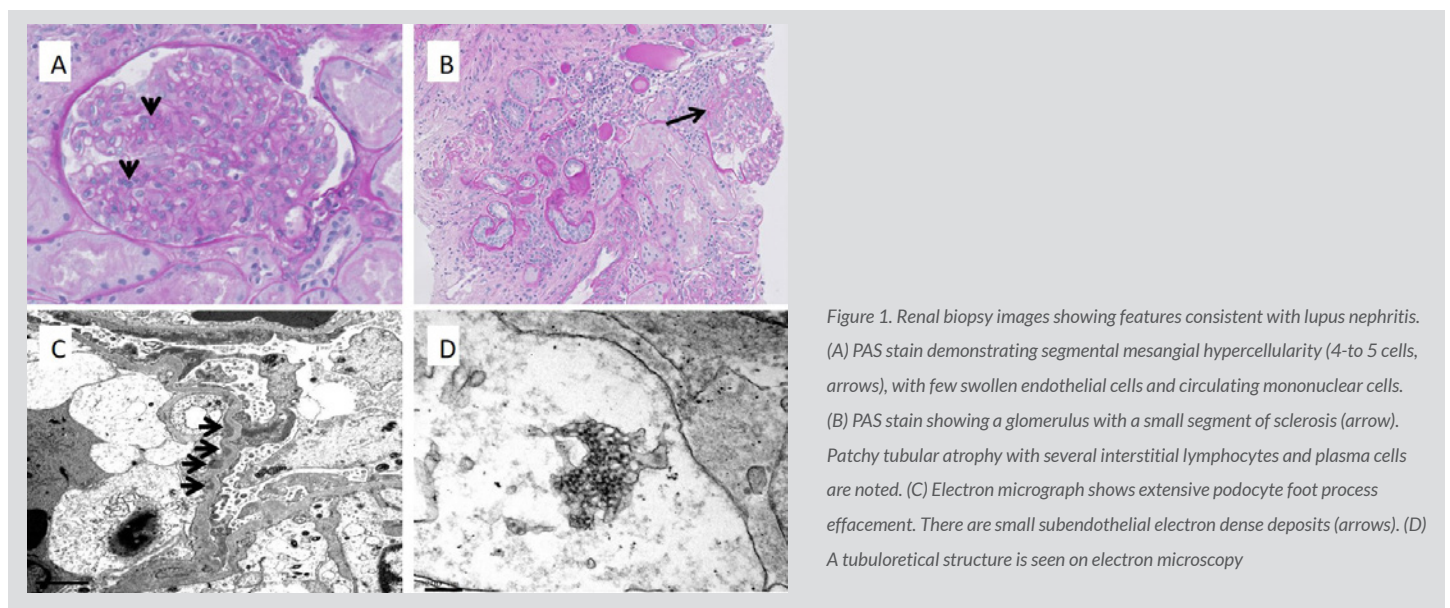 A
B
C
D
Figure 1. Renal biopsy images showing features consistent with lupus nephritis.
(A) PAS stain demonstrating segmental mesangial hypercellularity (4-to 5 cells,
arrows), with few swollen endothelial cells and circulating mononuclear cells.
(B) PAS stain showing a glomerulus with a small segment of sclerosis (arrow).
Patchy tubular atrophy with several interstitial lymphocytes and plasma cells
are noted. (C) Electron micrograph shows extensive podocyte foot process
effacement. There are small subendothelial electron dense deposits (arrows). (D)
A tubuloretical structure is seen on electron microscopy